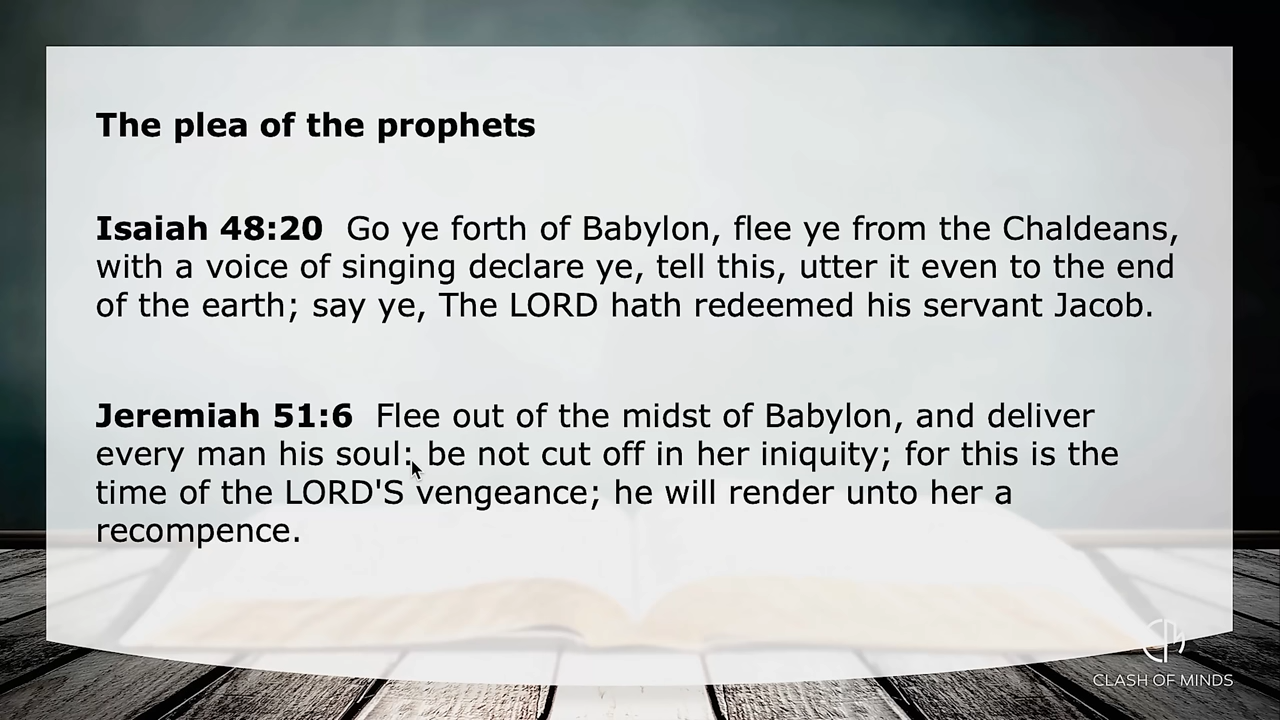 The plea of the prophets
Isaiah 48:20  Go ye forth of Babylon, flee ye from the Chaldeans,
with a voice of singing declare ye, tell this, utter it even to the end
of the earth; say ye, The LORD hath redeemed his servant Jacob.
Jeremiah 51:6  Flee out of the midst of Babylon, and deliver
every man his soul: be not cut off in her iniquity; for this is the
time of the LORD'S vengeance; he will render unto her a
recompence.
CLASH OF MINDS